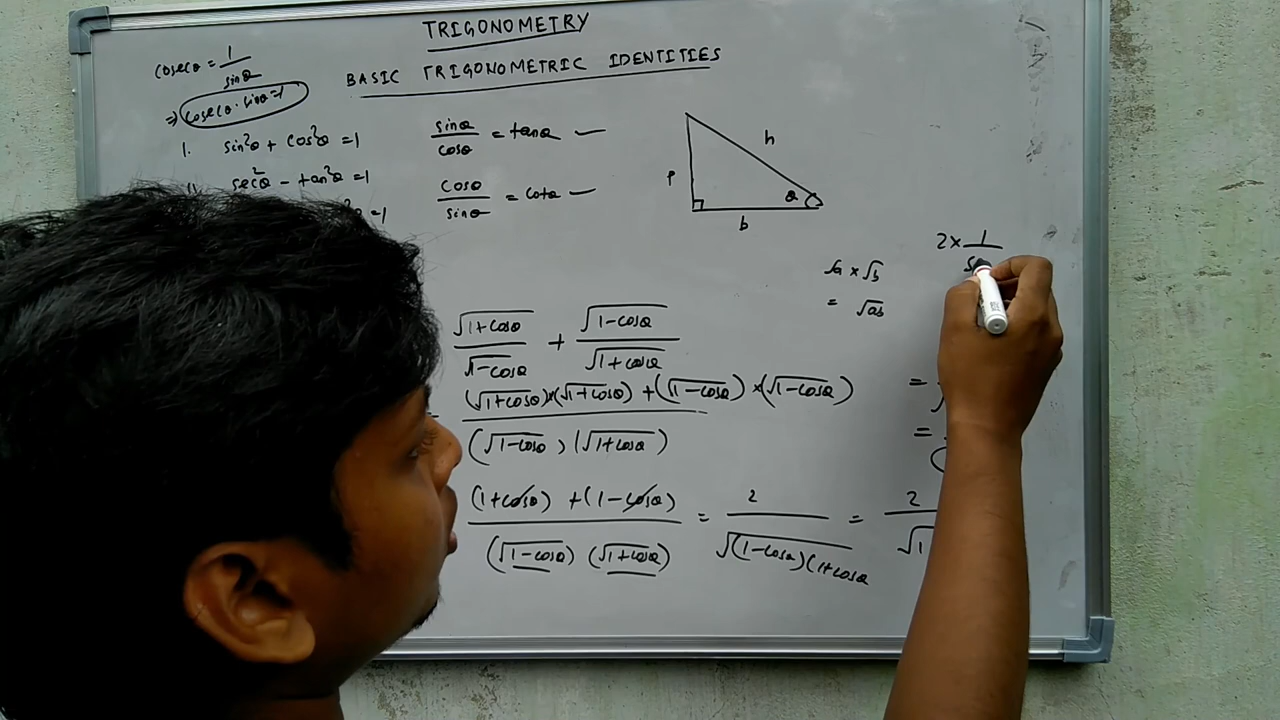 TRIGONOMETRY
BASIC TRIGONOMETRIC IDENTITIES
cosecθ = 1/sinθ
⇒ cosecθ · sinθ = 1
1. sin²θ + cos²θ = 1
sec²θ − tan²θ = 1
²θ = 1
sinθ/cosθ = tanθ —
cosθ/sinθ = cotθ —
h
P
θ
b
√a × √b
= √ab
2 × 1/
√1+cosθ/√1−cosθ + √1−cosθ/√1+cosθ
(√1+cosθ)×(√1+cosθ) + (√1−cosθ)×(√1−cosθ)/(√1−cosθ)(√1+cosθ)
=
=
(1+cosθ) + (1−cosθ)/(√1−cosθ)(√1+cosθ) = 2/√(1−cosθ)(1+cosθ = 2/√1